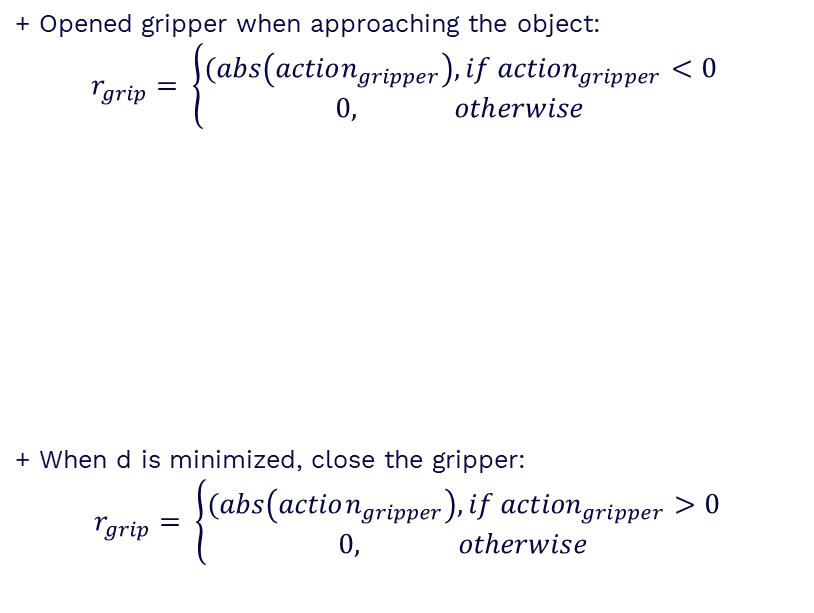 + Opened gripper when approaching the object:
r_grip = {(abs(action_gripper), if action_gripper < 0
0, otherwise
+ When d is minimized, close the gripper:
r_grip = {(abs(action_gripper), if action_gripper > 0
0, otherwise